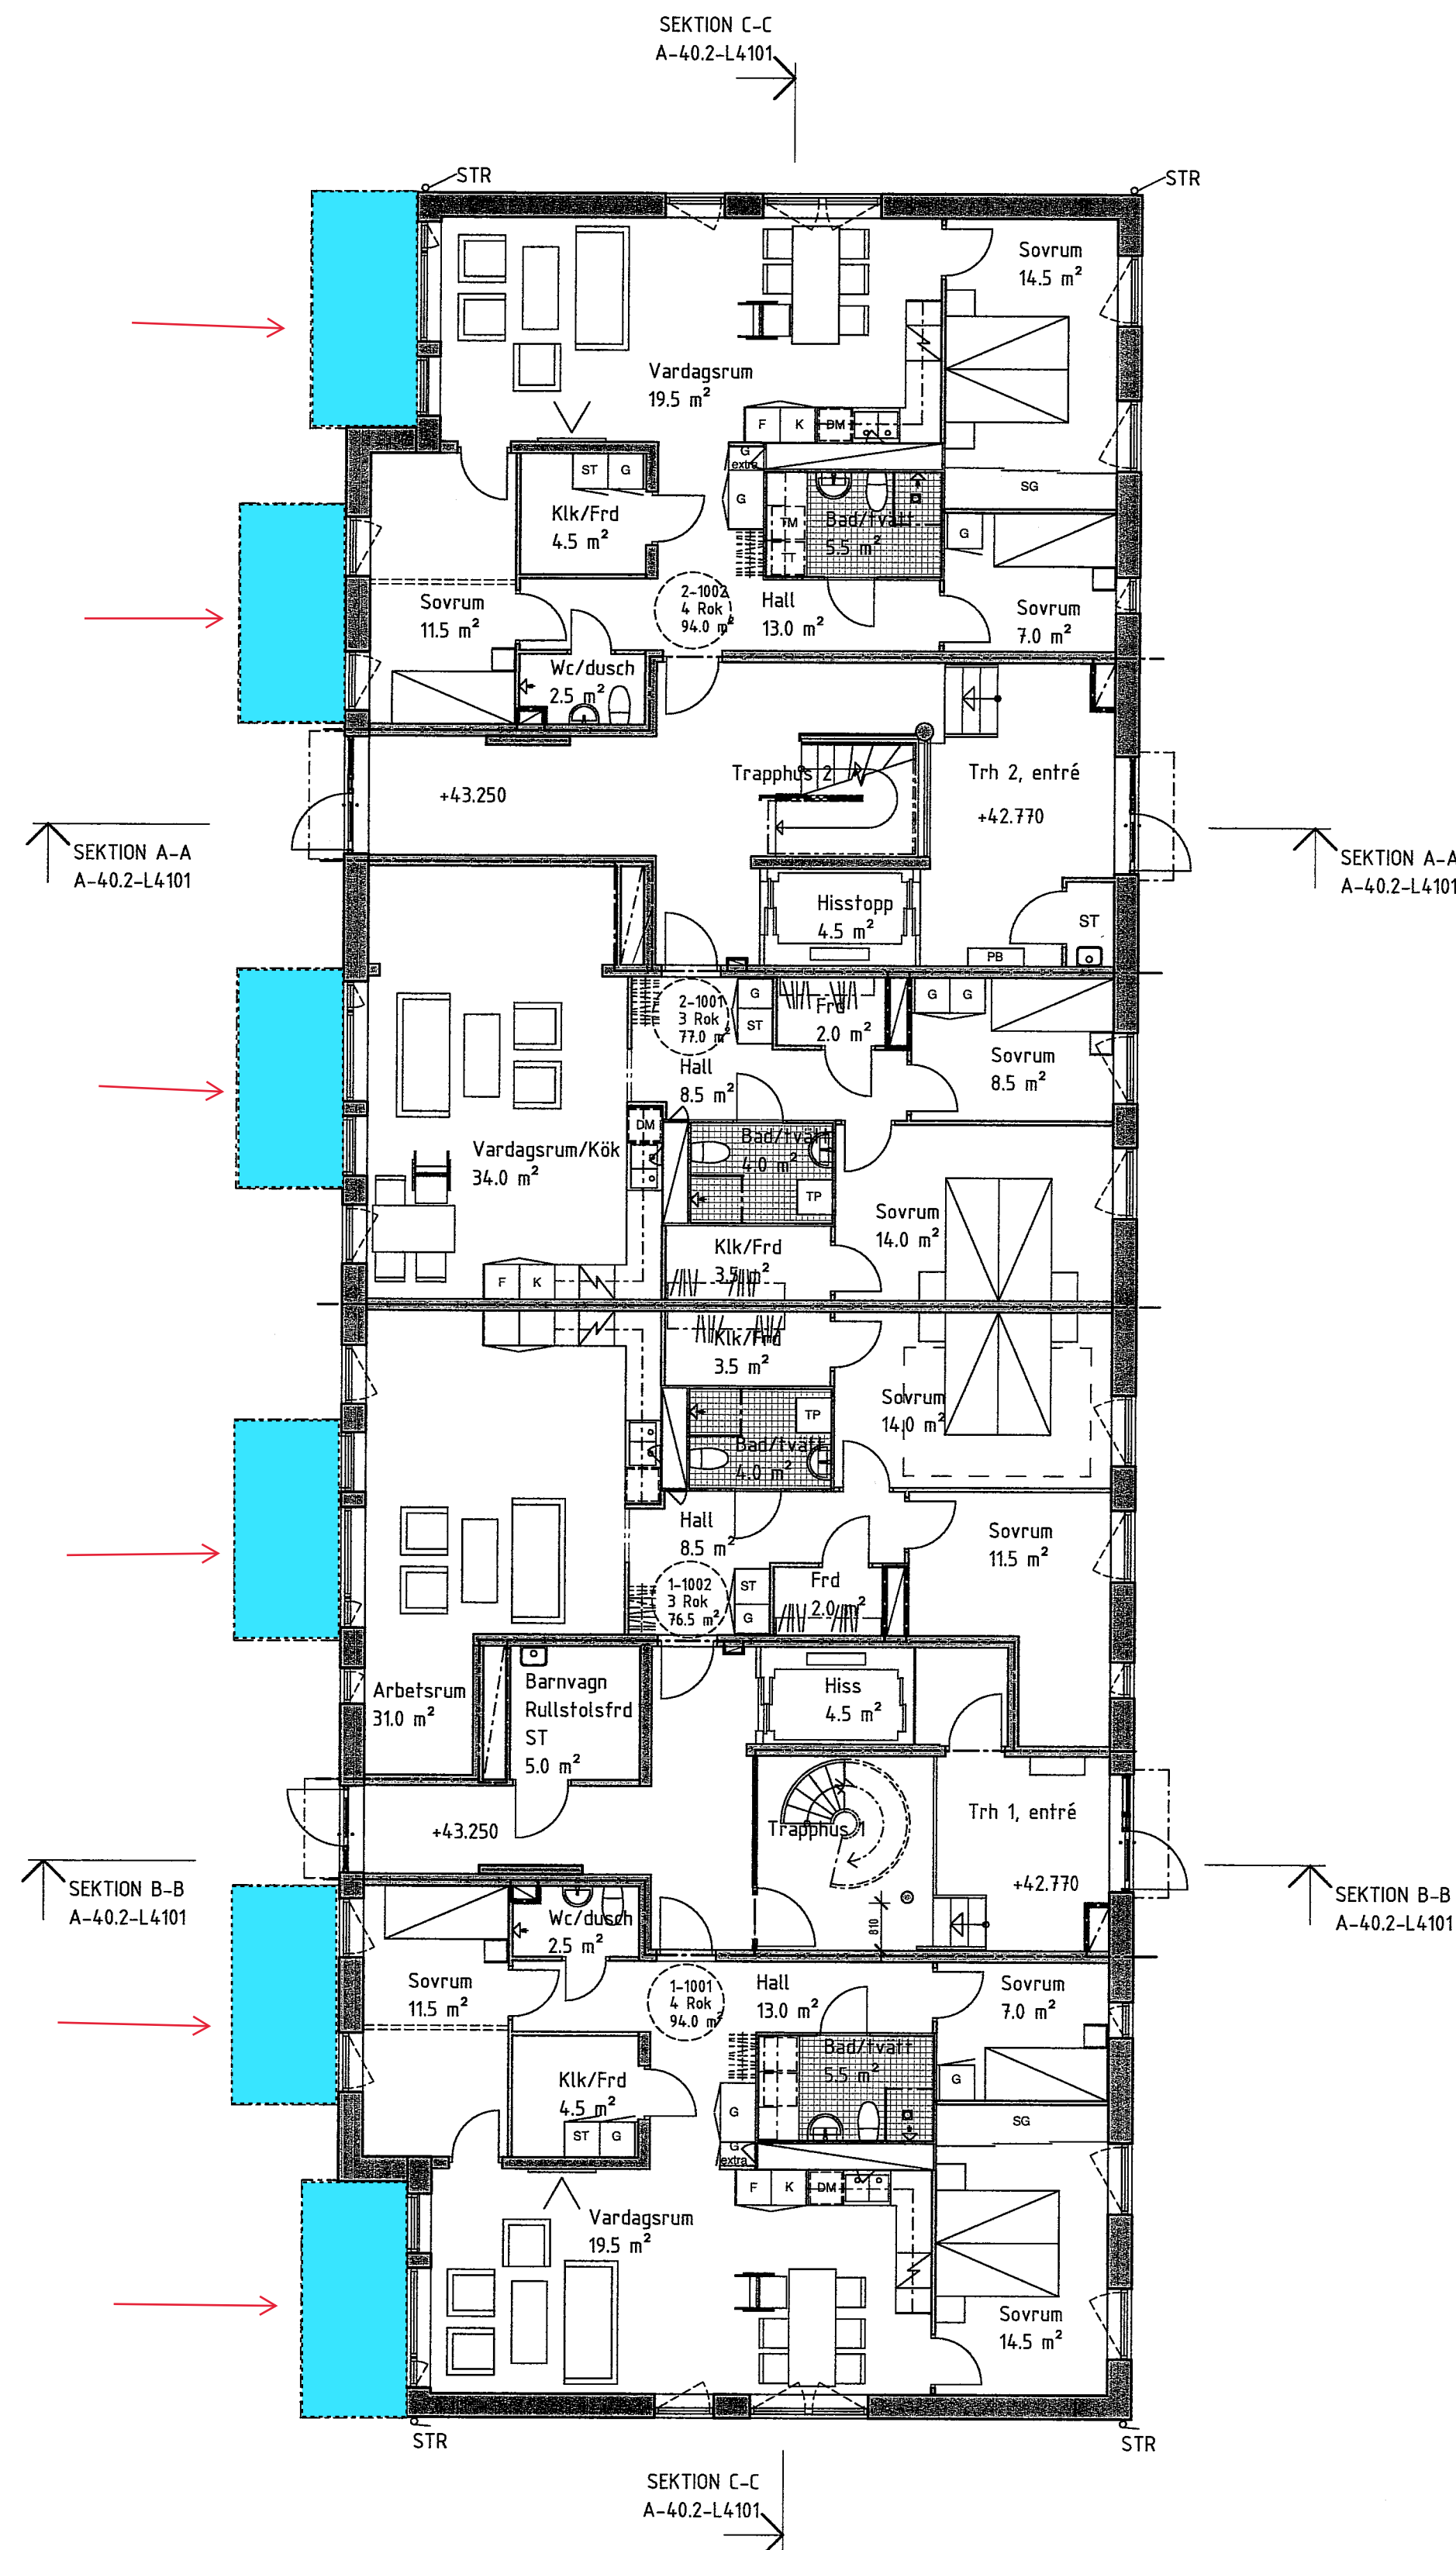 SEKTION C-C
A-40.2-L4101
STR
STR
Sovrum
14.5 m²
Vardagsrum
19.5 m²
F
K
DM
G
extra
ST
G
SG
G
Klk/Frd
4.5 m²
TM
Bad/tvätt
5.5 m²
TT
G
2-1002
4 Rok
94.0 m²
Hall
13.0 m²
Sovrum
11.5 m²
Sovrum
7.0 m²
Wc/dusch
2.5 m²
Trapphus 2
Trh 2, entré
+43.250
+42.770
SEKTION A-A
A-40.2-L4101
SEKTION A-A
A-40.2-L4101
Hisstopp
4.5 m²
ST
PB
2-1001
3 Rok
77.0 m²
G
ST
Frd
2.0 m²
G
G
Sovrum
8.5 m²
Hall
8.5 m²
DM
Bad/tvätt
4.0 m²
Vardagsrum/Kök
34.0 m²
TP
Sovrum
14.0 m²
Klk/Frd
3.5 m²
F
K
Klk/Frd
3.5 m²
Sovrum
14.0 m²
TP
Bad/tvätt
4.0 m²
Hall
8.5 m²
Sovrum
11.5 m²
1-1002
3 Rok
76.5 m²
ST
G
Frd
2.0 m²
Arbetsrum
31.0 m²
Barnvagn
Rullstolsfrd
ST
5.0 m²
Hiss
4.5 m²
Trapphus 1
Trh 1, entré
+43.250
+42.770
810
SEKTION B-B
A-40.2-L4101
SEKTION B-B
A-40.2-L4101
Wc/dusch
2.5 m²
Sovrum
11.5 m²
1-1001
4 Rok
94.0 m²
Hall
13.0 m²
Sovrum
7.0 m²
Bad/tvätt
5.5 m²
Klk/Frd
4.5 m²
G
G
SG
ST
G
G
extra
F
K
DM
Vardagsrum
19.5 m²
Sovrum
14.5 m²
STR
STR
SEKTION C-C
A-40.2-L4101